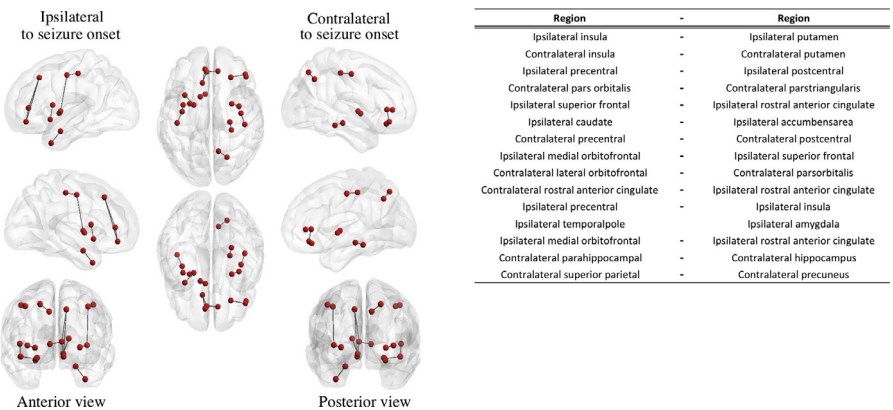 Ipsilateral
to seizure onset
Contralateral
to seizure onset
Anterior view
Posterior view
Region - Region
Ipsilateral insula - Ipsilateral putamen
Contralateral insula - Contralateral putamen
Ipsilateral precentral - Ipsilateral postcentral
Contralateral pars orbitalis - Contralateral parstriangularis
Ipsilateral superior frontal - Ipsilateral rostral anterior cingulate
Ipsilateral caudate - Ipsilateral accumbensarea
Contralateral precentral - Contralateral postcentral
Ipsilateral medial orbitofrontal - Ipsilateral superior frontal
Contralateral lateral orbitofrontal - Contralateral parsorbitalis
Contralateral rostral anterior cingulate - Ipsilateral rostral anterior cingulate
Ipsilateral precentral - Ipsilateral insula
Ipsilateral temporalpole Ipsilateral amygdala
Ipsilateral medial orbitofrontal - Ipsilateral rostral anterior cingulate
Contralateral parahippocampal - Contralateral hippocampus
Contralateral superior parietal - Contralateral precuneus